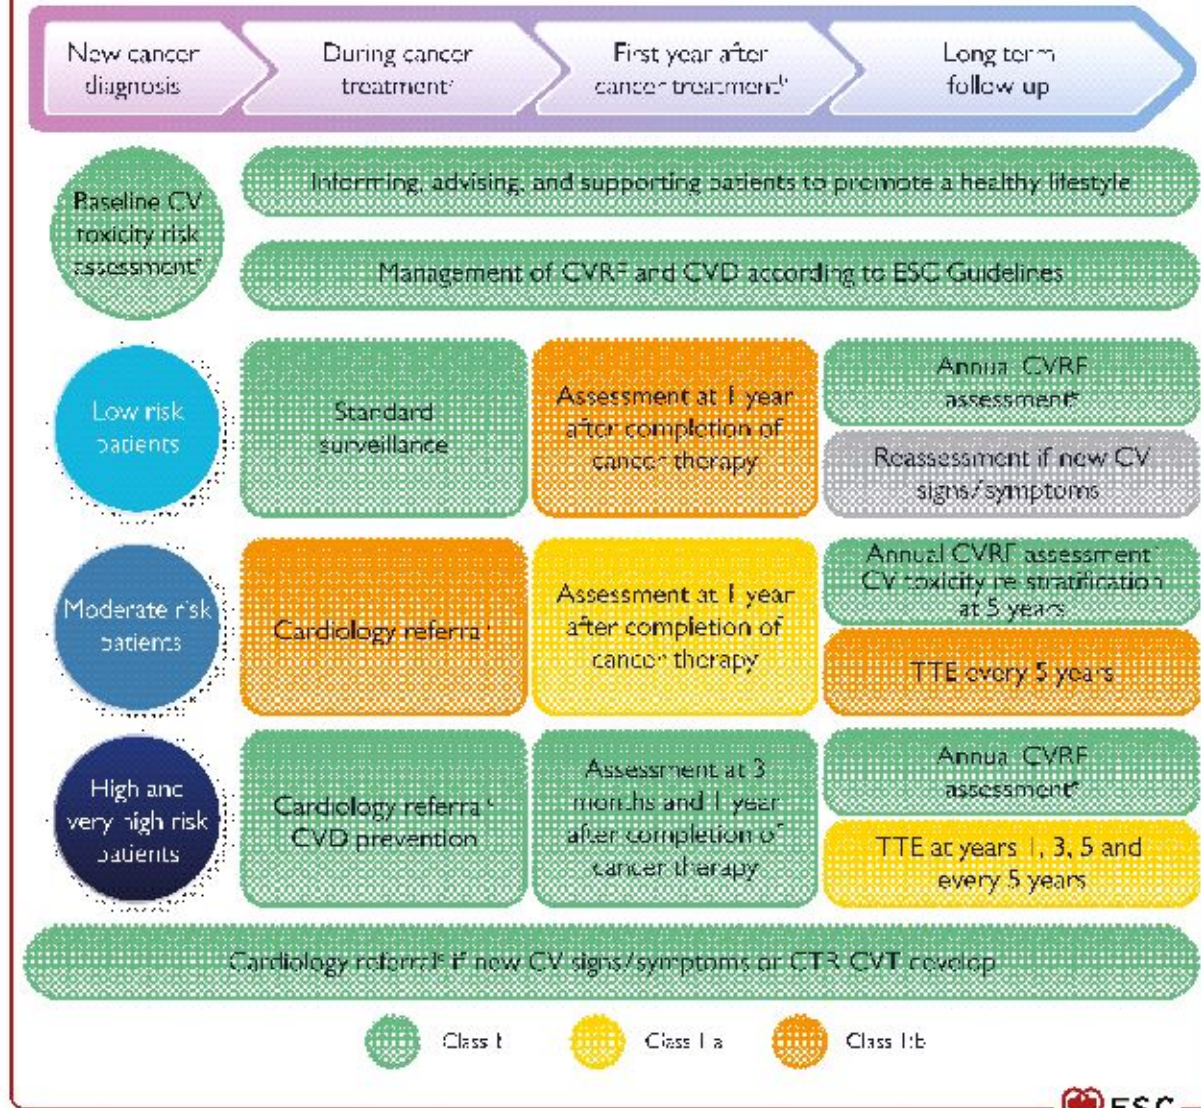 New cancer
diagnosis
During cancer
treatment
First year after
cancer treatment
Long term
follow up
Baseline CV
toxicity risk
assessment
Informing, advising, and supporting patients to promote a healthy lifestyle
Management of CVRF and CVD according to ESC Guidelines
Low risk
patients
Standard
surveillance
Assessment at 1 year
after completion of
cancer therapy
Annual CVRF
assessment
Reassessment if new CV
signs/symptoms
Moderate risk
patients
Cardiology referral
Assessment at 1 year
after completion of
cancer therapy
Annual CVRF assessment
CV toxicity re-stratification
at 5 years
TTE every 5 years
High and
very high risk
patients
Cardiology referral
CVD prevention
Assessment at 3
months and 1 year
after completion of
cancer therapy
Annual CVRF
assessment
TTE at years 1, 3, 5 and
every 5 years
Cardiology referral if new CV signs/symptoms or CTR CVT develop
Class I
Class IIa
Class IIb
ESC